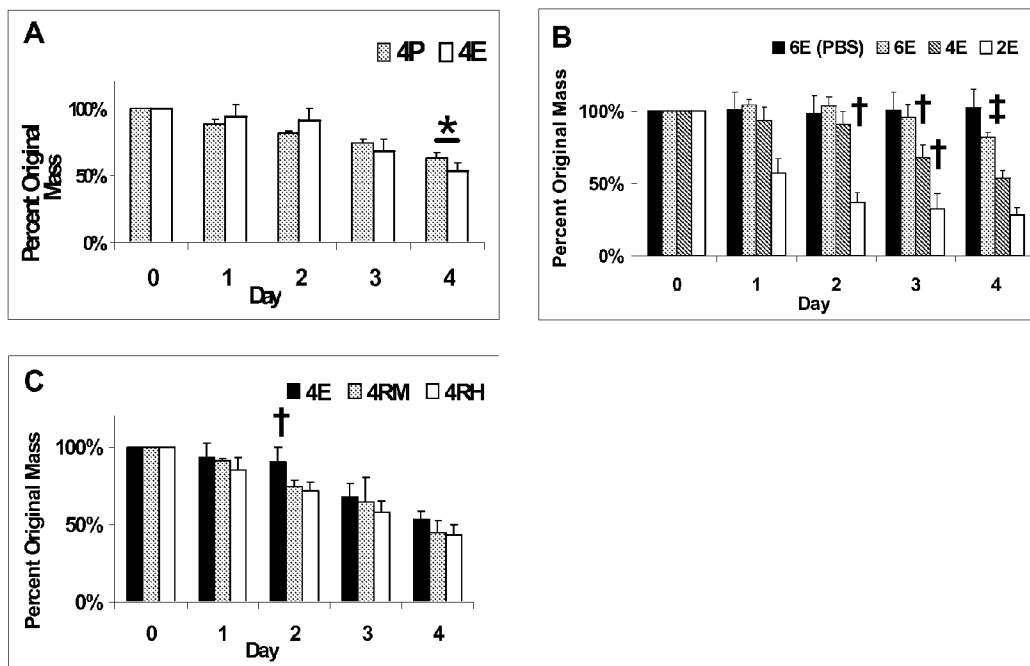 A
4P 4E
Percent Original
Mass
100%
50%
0%
*
0 1 2 3 4
Day
B
6E (PBS) 6E 4E 2E
Percent Original Mass
100%
50%
0%
† † † ‡
0 1 2 3 4
Day
C
4E 4RM 4RH
†
Percent Original Mass
100%
50%
0%
0 1 2 3 4
Day